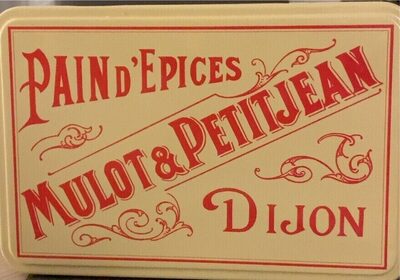 PAIN D'EPICES
MULOT & PETITJEAN
DIJON